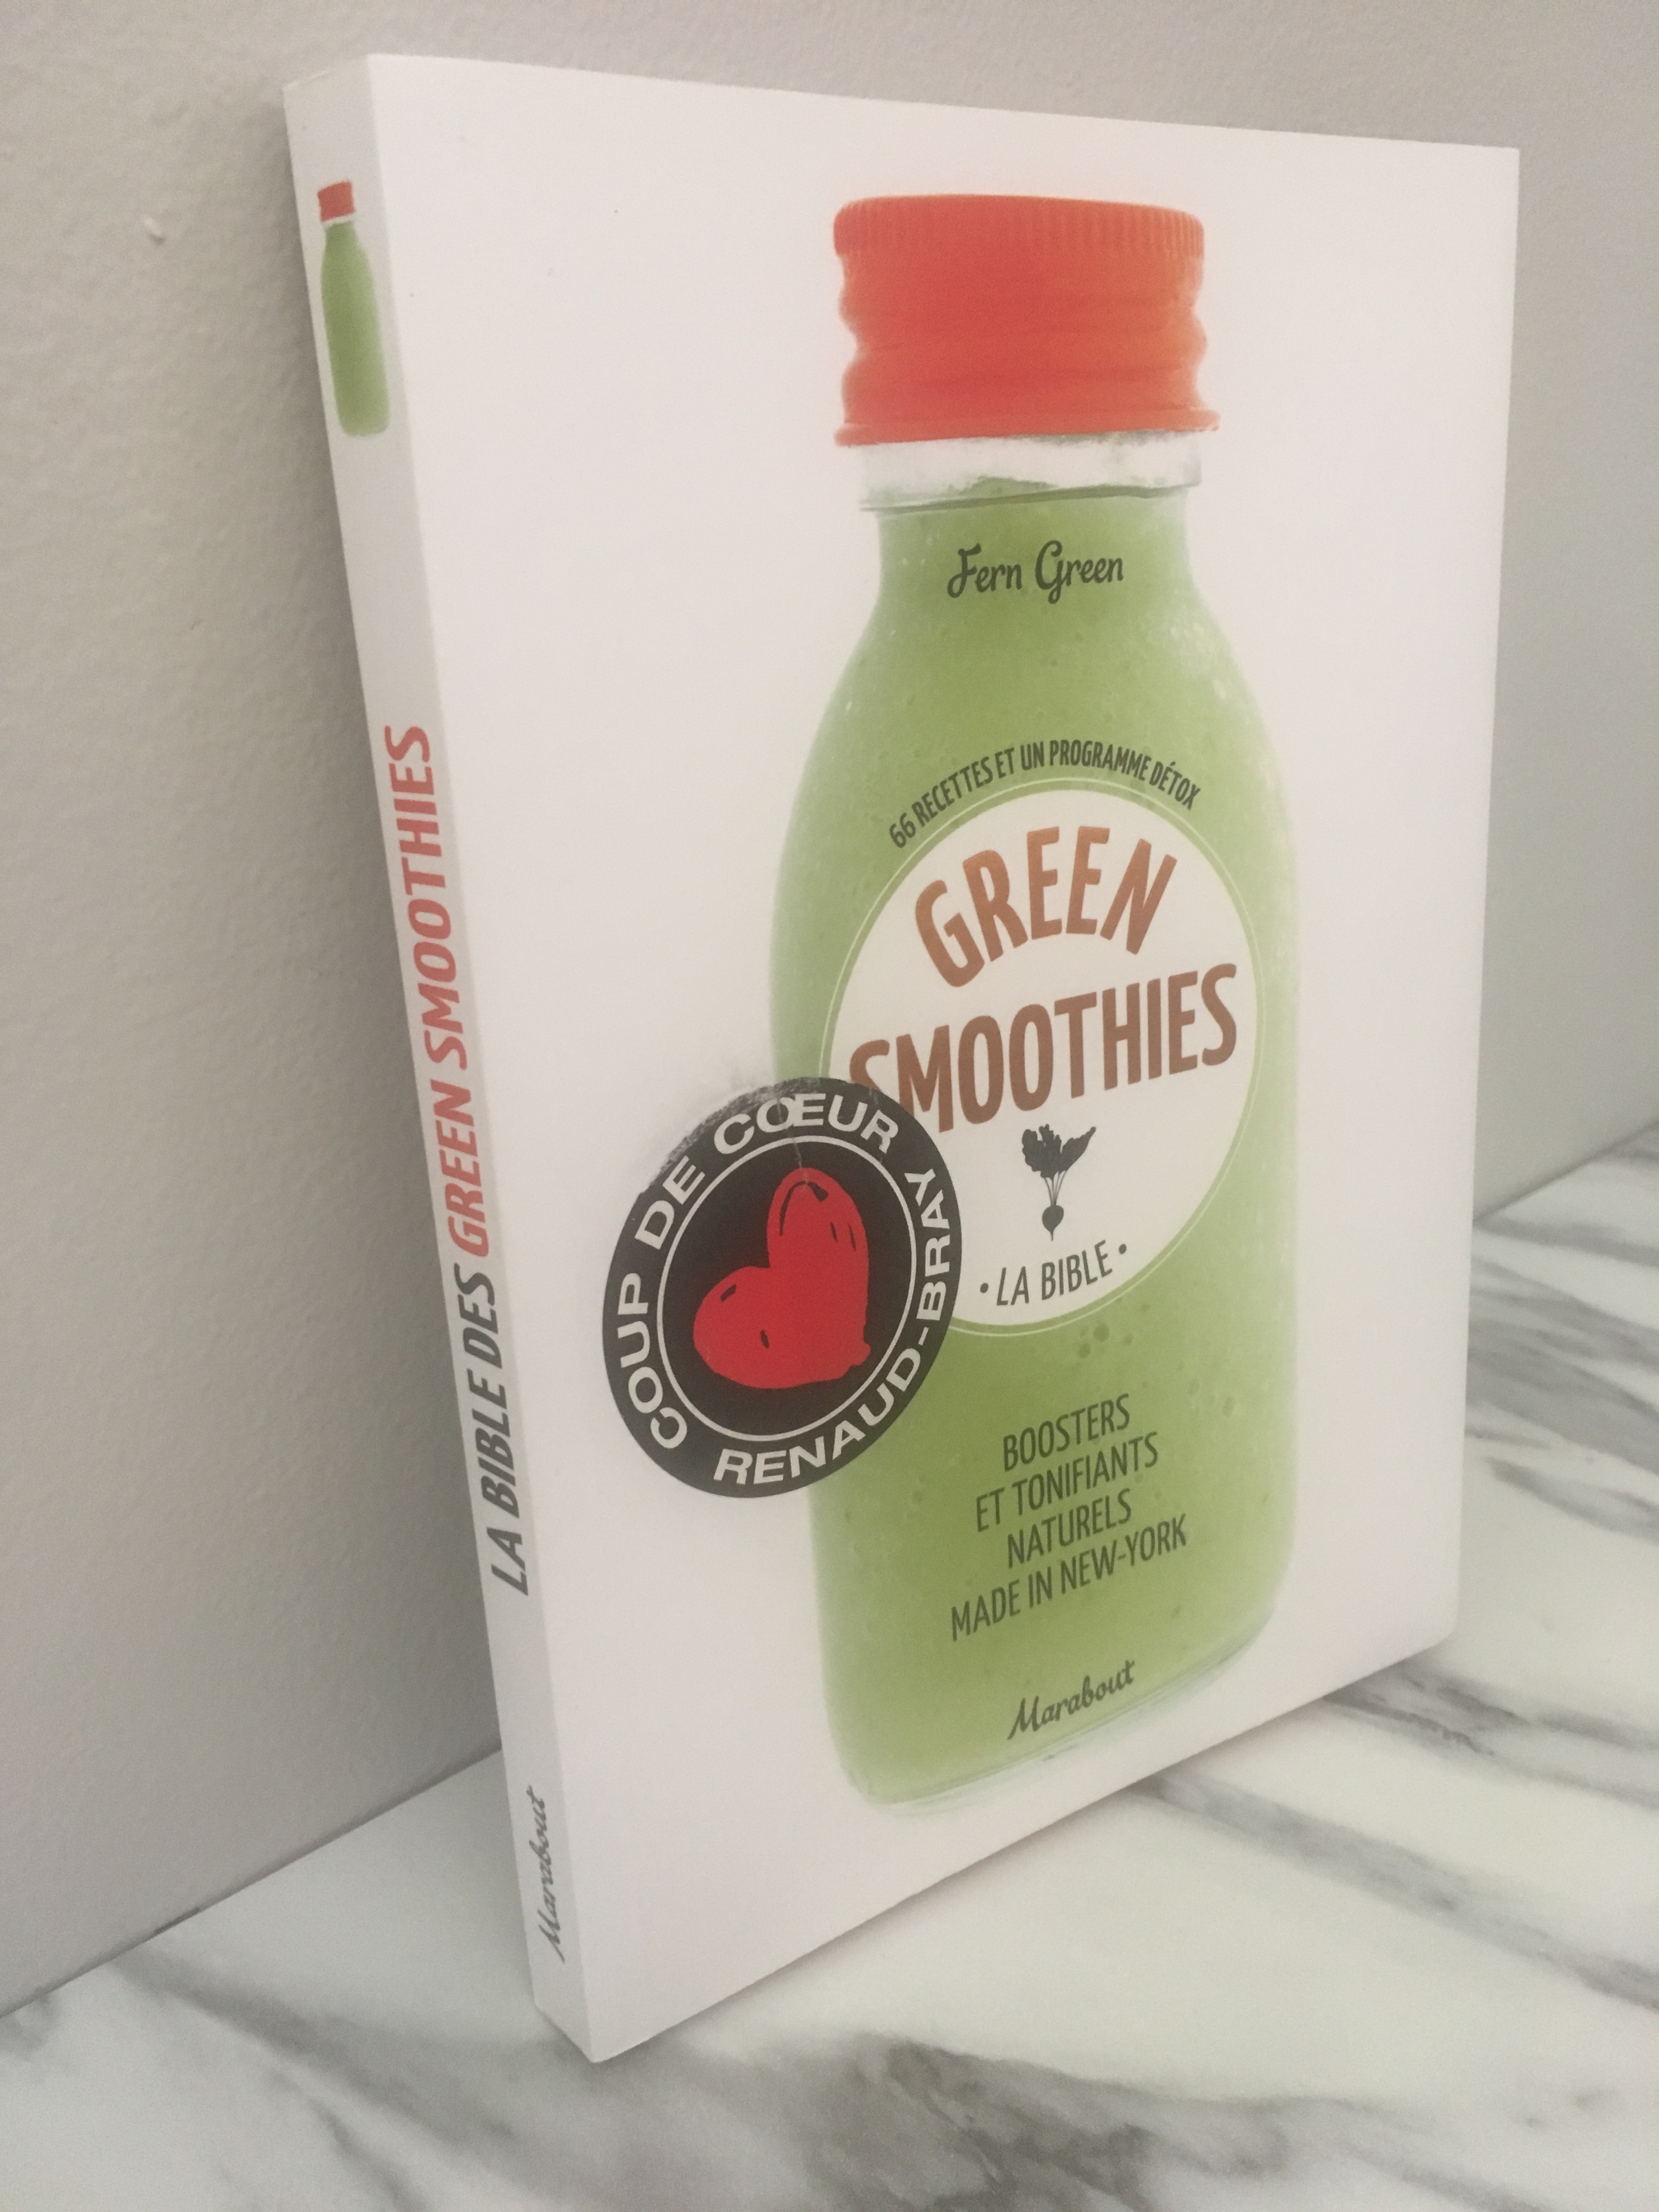 LA BIBLE DES GREEN SMOOTHIES
Marabout
Fern Green
66 RECETTES ET UN PROGRAMME DÉTOX
GREEN
SMOOTHIES
• LA BIBLE •
COUP DE CŒUR
RENAUD-BRAY
BOOSTERS
ET TONIFIANTS
NATURELS
MADE IN NEW-YORK
Marabout